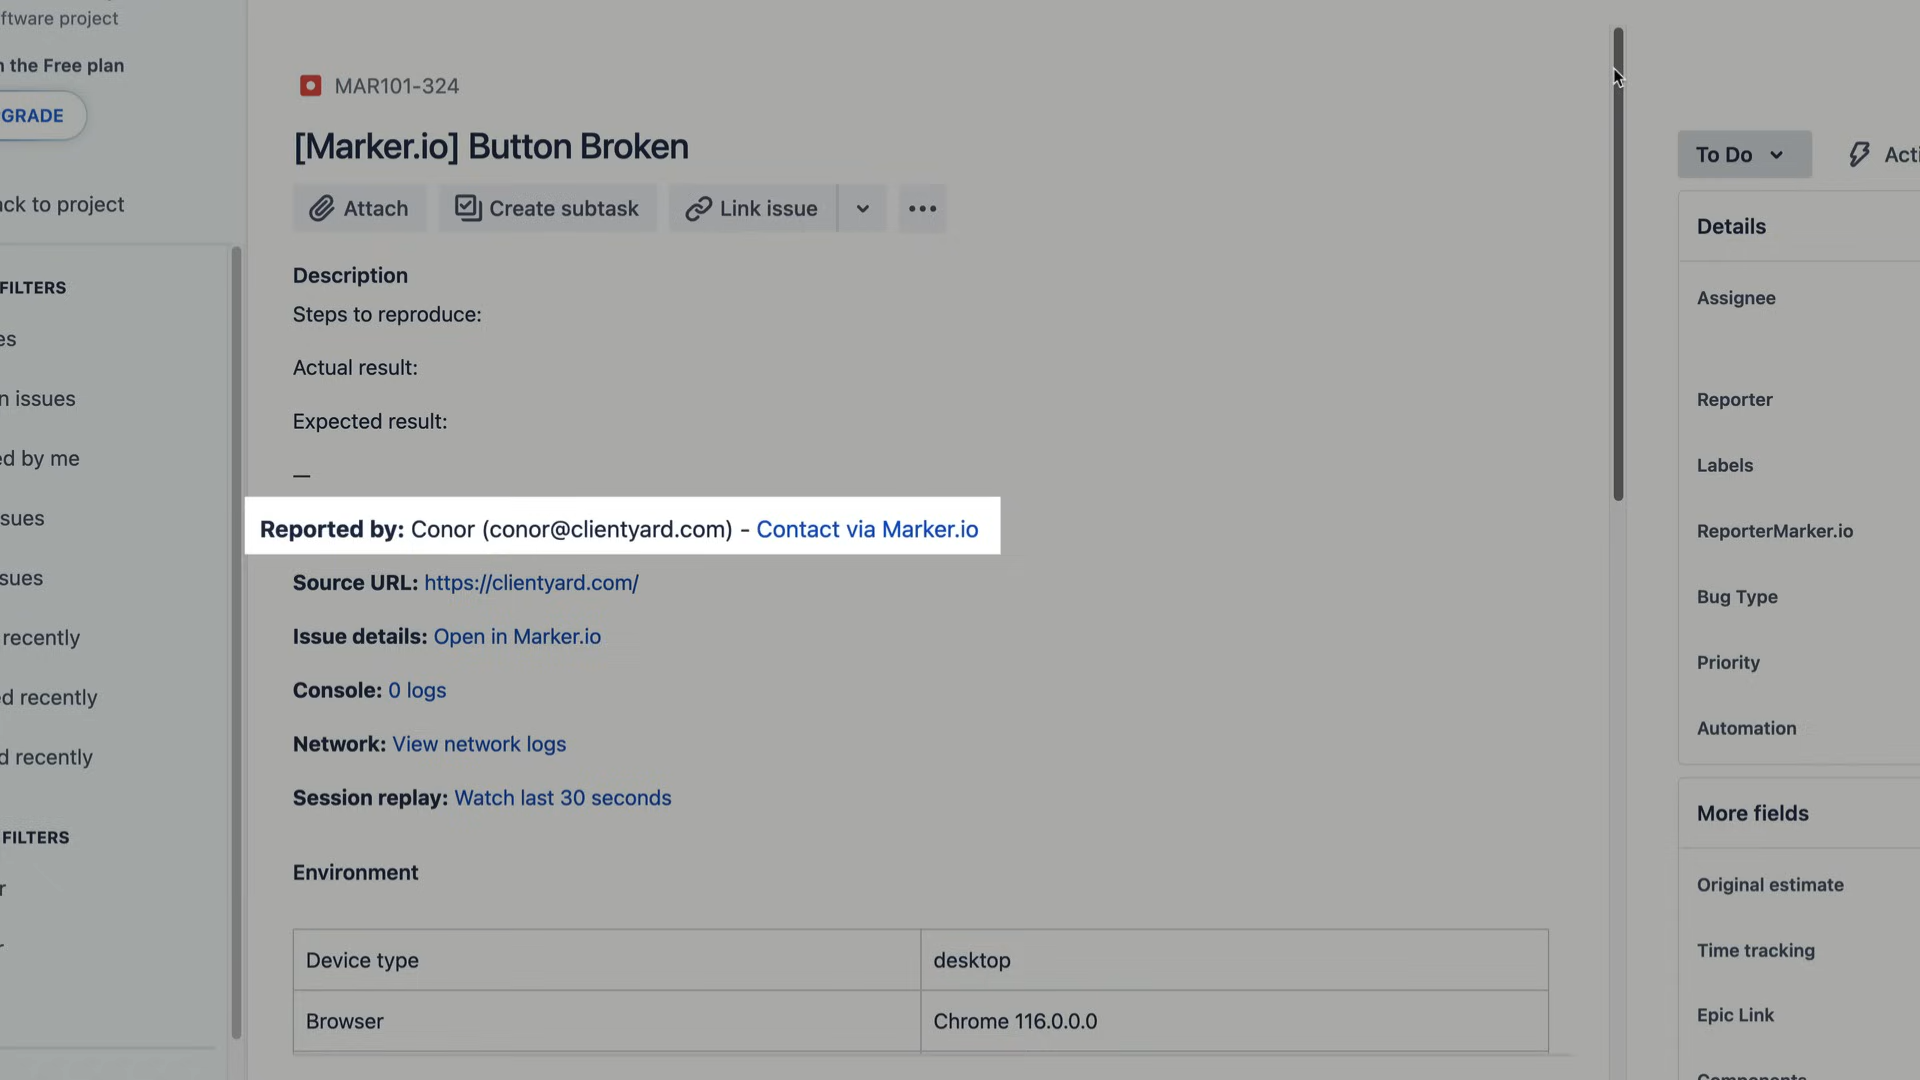 ftware project
n the Free plan
GRADE
ck to project
FILTERS
es
n issues
ed by me
sues
sues
recently
ed recently
d recently
FILTERS
r
r
MAR101-324
[Marker.io] Button Broken
Attach
Create subtask
Link issue
Description
Steps to reproduce:
Actual result:
Expected result:
—
Reported by: Conor (conor@clientyard.com) - Contact via Marker.io
Source URL: https://clientyard.com/
Issue details: Open in Marker.io
Console: 0 logs
Network: View network logs
Session replay: Watch last 30 seconds
Environment
Device type desktop
Browser Chrome 116.0.0.0
To Do
Acti
Details
Assignee
Reporter
Labels
ReporterMarker.io
Bug Type
Priority
Automation
More fields
Original estimate
Time tracking
Epic Link
Components